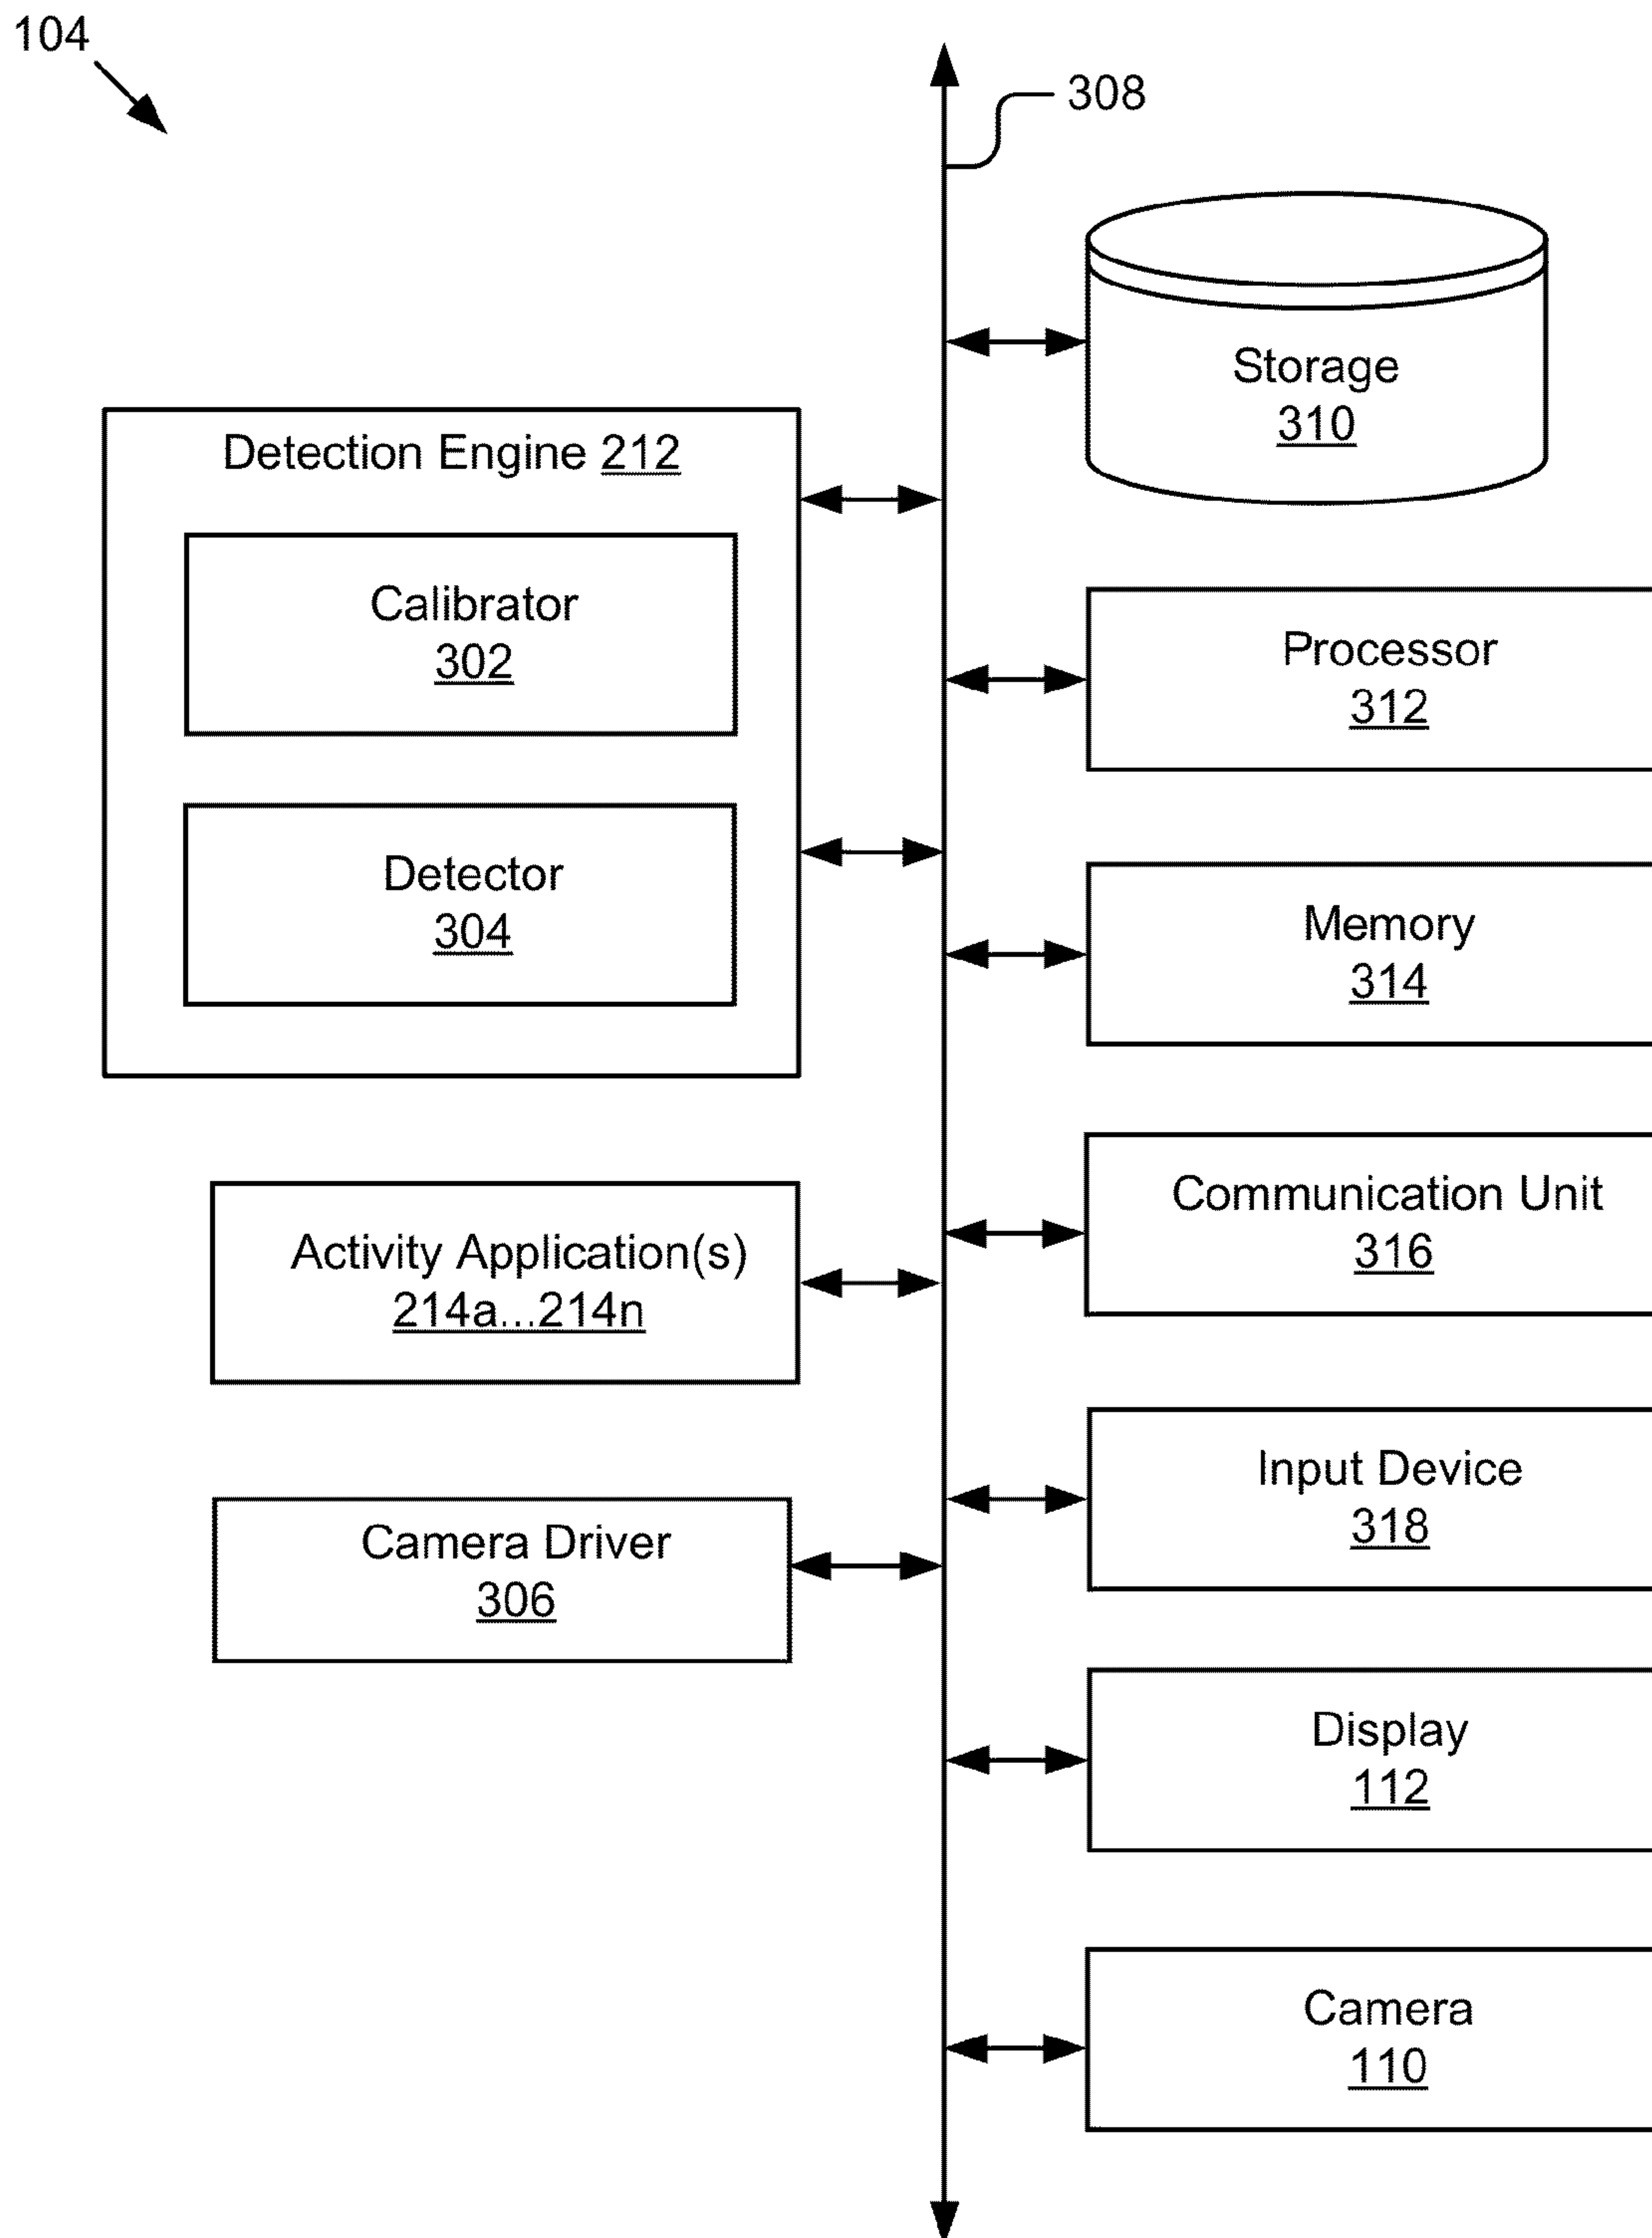 104
308
Storage
310
Detection Engine 212
Calibrator
302
Detector
304
Activity Application(s)
214a...214n
Camera Driver
306
Processor
312
Memory
314
Communication Unit
316
Input Device
318
Display
112
Camera
110